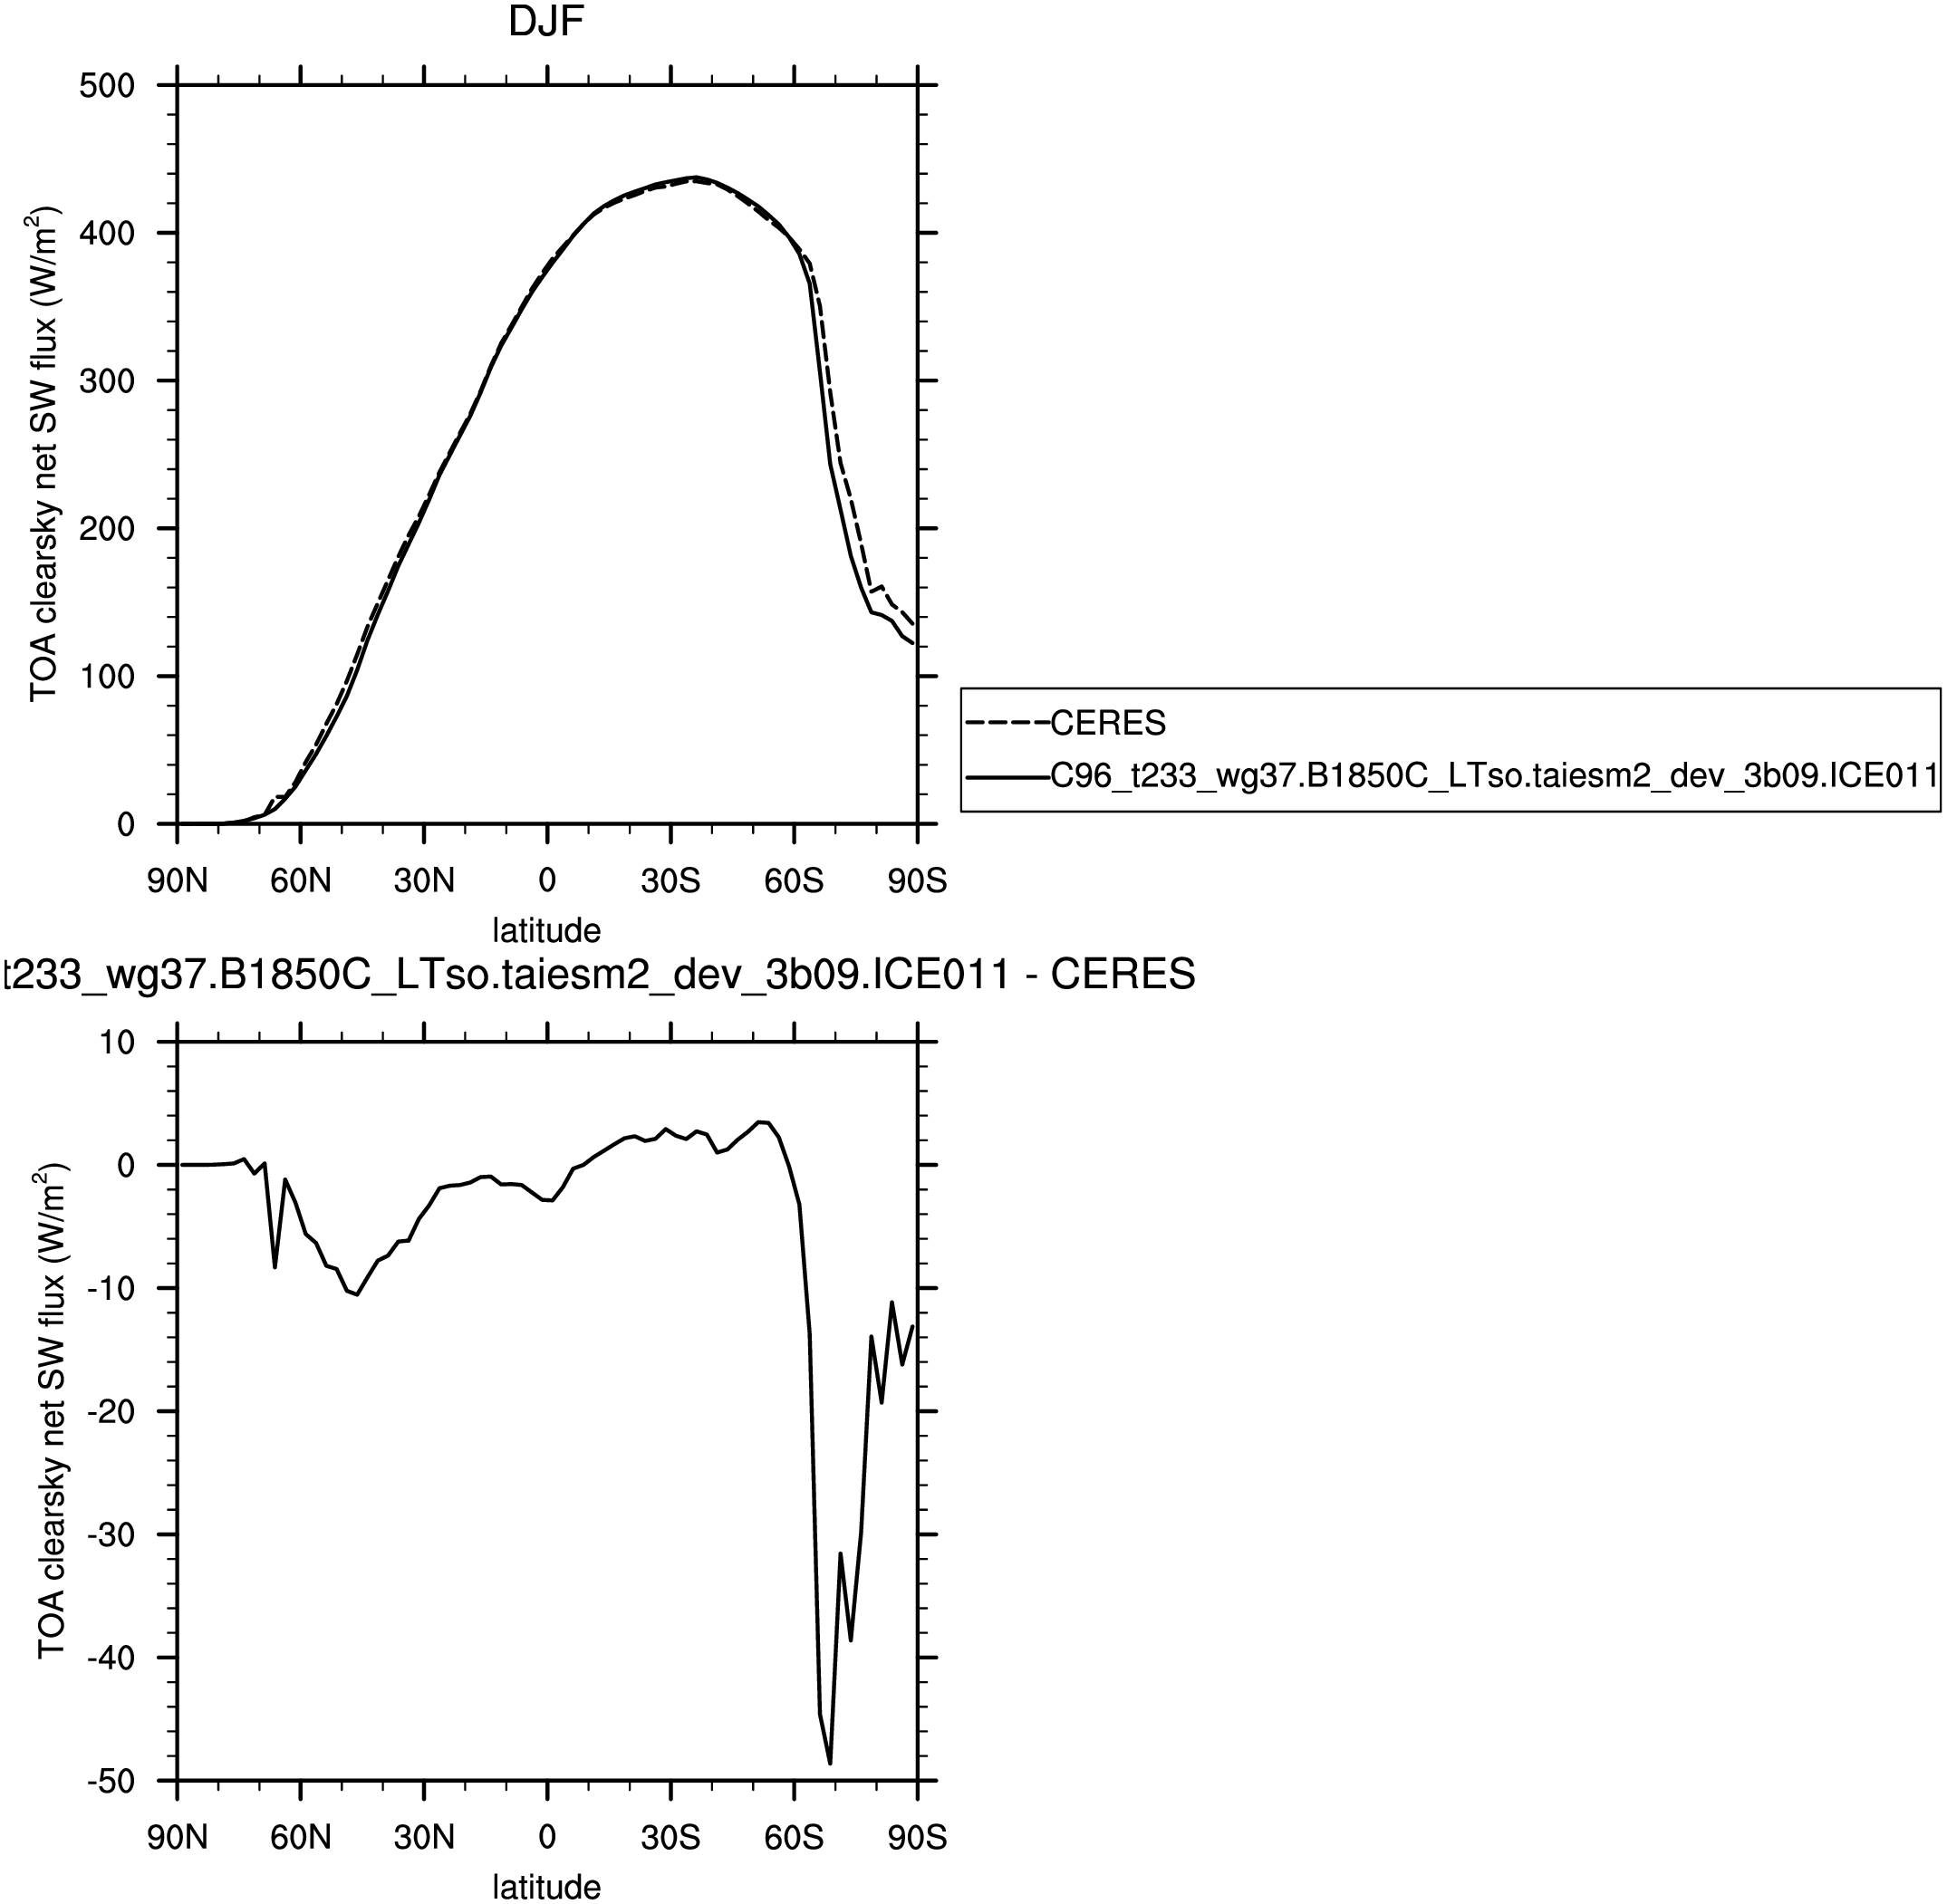 DJF
TOA clearsky net SW flux (W/m²)
500
400
300
200
100
0
90N 60N 30N 0 30S 60S 90S
latitude
CERES
C96_t233_wg37.B1850C_LTso.taiesm2_dev_3b09.ICE011
t233_wg37.B1850C_LTso.taiesm2_dev_3b09.ICE011 - CERES
TOA clearsky net SW flux (W/m²)
10
0
-10
-20
-30
-40
-50
90N 60N 30N 0 30S 60S 90S
latitude